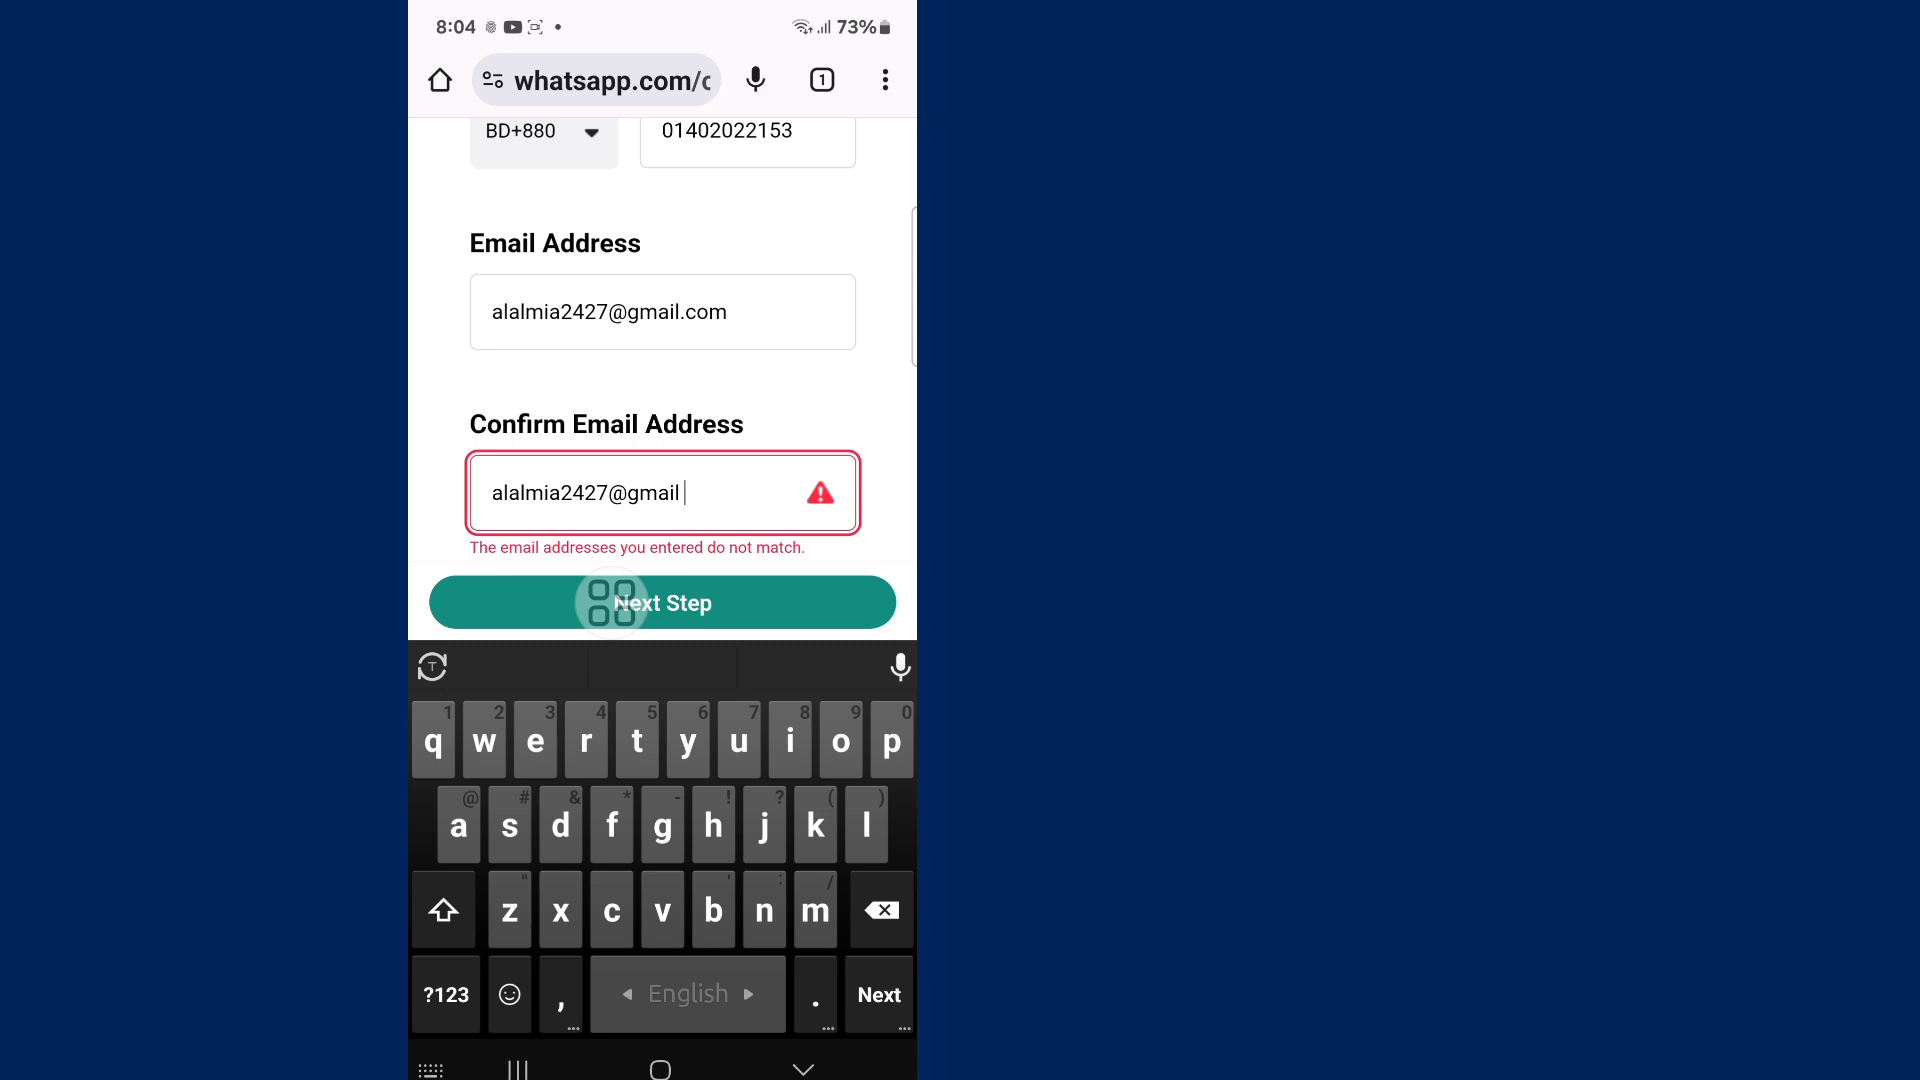 8:04 73%
whatsapp.com/c 1
BD+880 01402022153
Email Address
alalmia2427@gmail.com
Confirm Email Address
alalmia2427@gmail
The email addresses you entered do not match.
Next Step
T
1 2 3 4 5 6 7 8 9 0
q w e r t y u i o p
@ # & * - ! ? ( )
a s d f g h j k l
" ' : /
z x c v b n m
?123 , English . Next